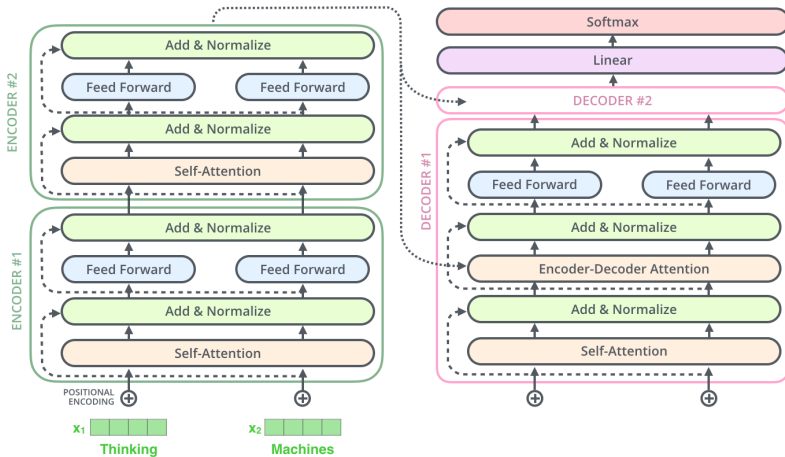 ENCODER #2
Add & Normalize
Feed Forward
Feed Forward
Add & Normalize
Self-Attention
ENCODER #1
Add & Normalize
Feed Forward
Feed Forward
Add & Normalize
Self-Attention
POSITIONAL
ENCODING
x₁
x₂
Thinking
Machines
Softmax
Linear
DECODER #2
DECODER #1
Add & Normalize
Feed Forward
Feed Forward
Add & Normalize
Encoder-Decoder Attention
Add & Normalize
Self-Attention